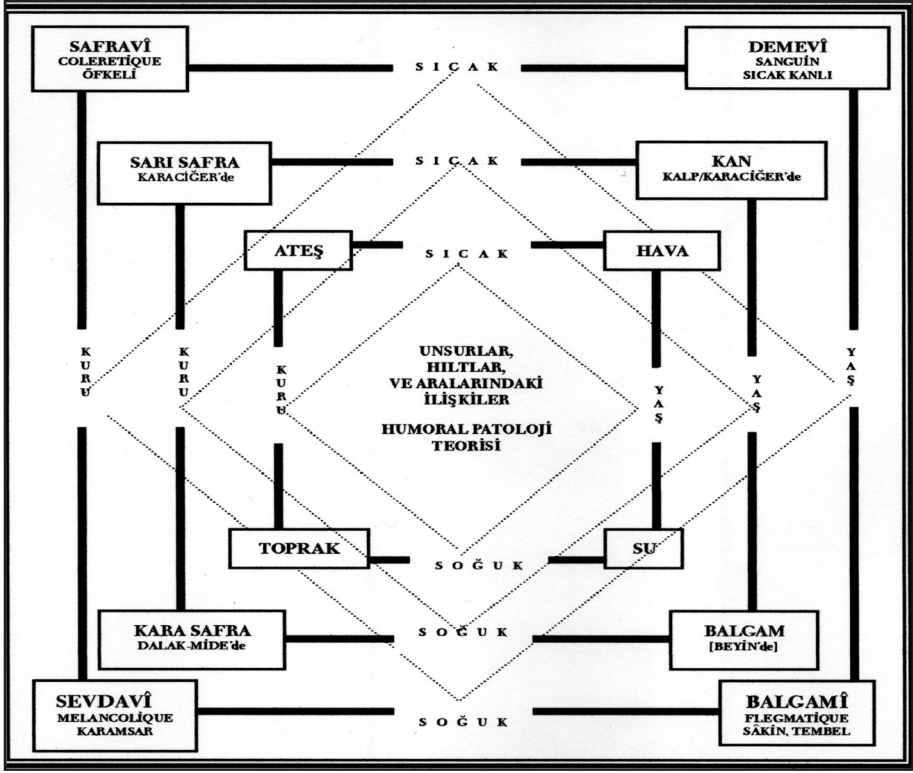 SAFRAVÎ
COLERETİQUE
ÖFKELİ
SICAK
DEMEVÎ
SANGUİN
SICAK KANLI
SARI SAFRA
KARACİĞER'de
SICAK
KAN
KALP/KARACİĞER'de
ATEŞ
SICAK
HAVA
KURU
KURU
KURU
UNSURLAR,
HILTLAR,
VE ARALARINDAKİ
İLİŞKİLER
HUMORAL PATOLOJİ
TEORİSİ
YAŞ
YAŞ
YAŞ
TOPRAK
SOĞUK
SU
KARA SAFRA
DALAK-MİDE'de
SOĞUK
BALGAM
[BEYİN'de]
SEVDAVÎ
MELANCOLİQUE
KARAMSAR
SOĞUK
BALGAMÎ
FLEGMATİQUE
SÂKİN, TEMBEL